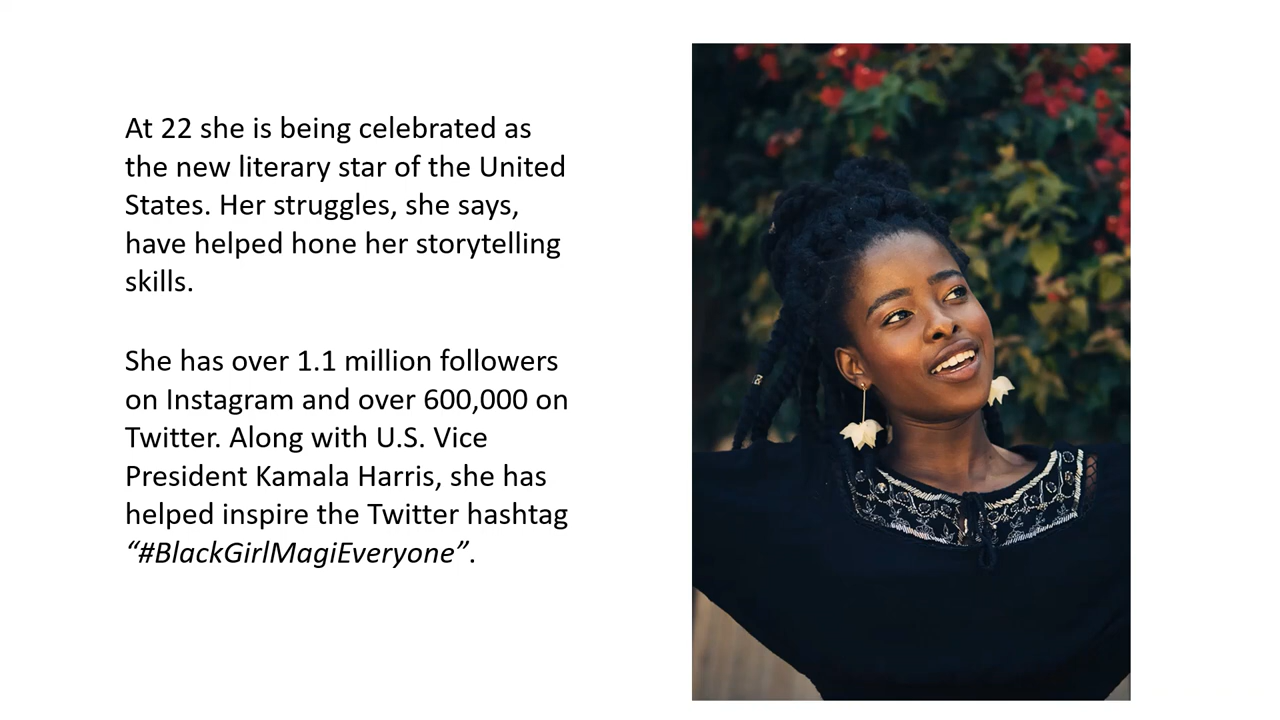 At 22 she is being celebrated as
the new literary star of the United
States. Her struggles, she says,
have helped hone her storytelling
skills.
She has over 1.1 million followers
on Instagram and over 600,000 on
Twitter. Along with U.S. Vice
President Kamala Harris, she has
helped inspire the Twitter hashtag
“#BlackGirlMagiEveryone”.